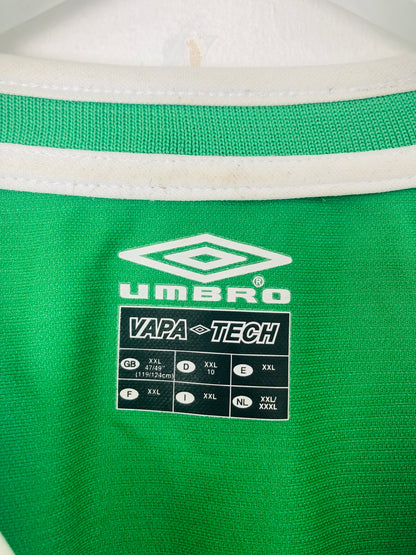 UMBRO®
VAPA TECH
GB XXL 47/49" (119/124cm)
D XXL 10
E XXL
F XXL
I XXL
NL XXL/XXXL